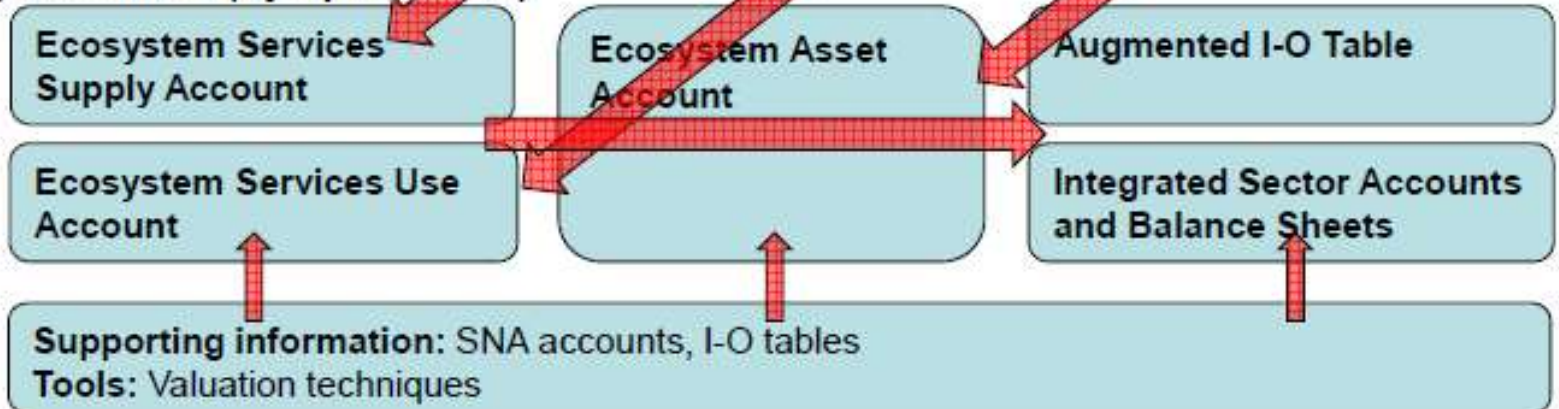 Ecosystem Services
Supply Account
Ecosystem Asset
Account
Augmented I-O Table
Ecosystem Services Use
Account
Integrated Sector Accounts
and Balance Sheets
Supporting information: SNA accounts, I-O tables
Tools: Valuation techniques